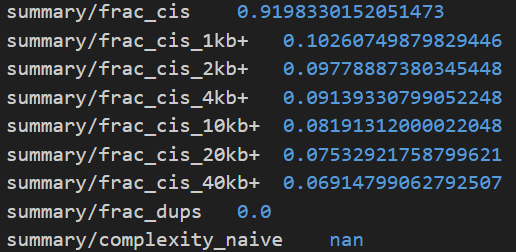 summary/frac_cis 0.9198330152051473
summary/frac_cis_1kb+ 0.10260749879829446
summary/frac_cis_2kb+ 0.09778887380345448
summary/frac_cis_4kb+ 0.09139330799052248
summary/frac_cis_10kb+ 0.08191312000022048
summary/frac_cis_20kb+ 0.07532921758799621
summary/frac_cis_40kb+ 0.06914799062792507
summary/frac_dups 0.0
summary/complexity_naive nan